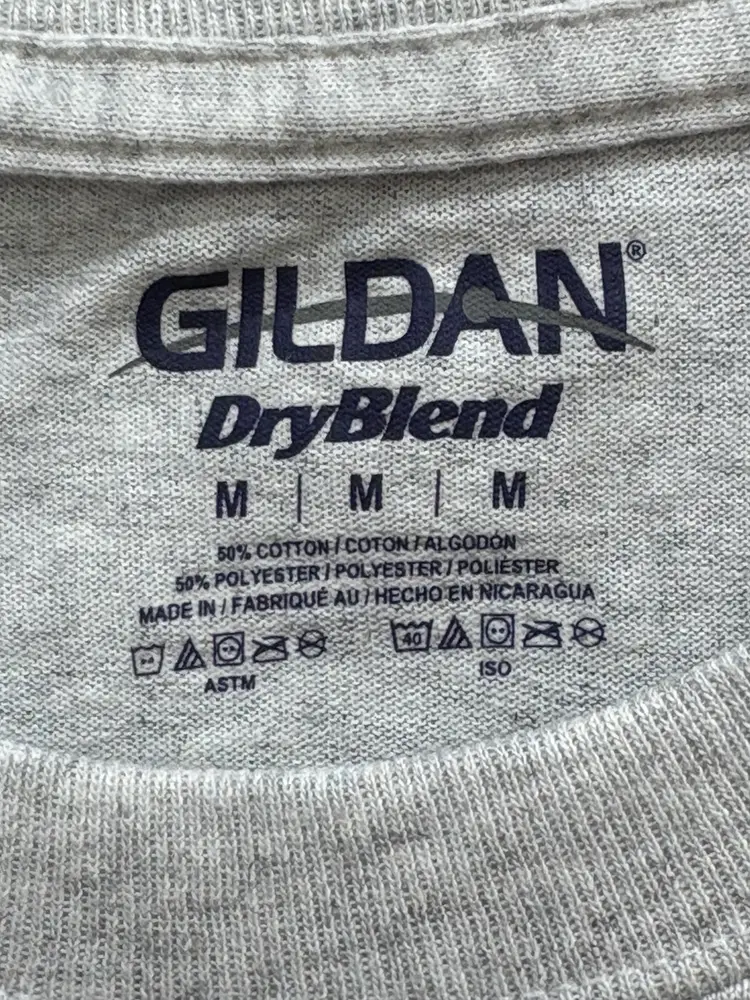 GILDAN®
DryBlend
M | M | M
50% COTTON / COTON / ALGODÓN
50% POLYESTER / POLYESTER / POLIÉSTER
MADE IN / FABRIQUÉ AU / HECHO EN NICARAGUA
40
ASTM
ISO